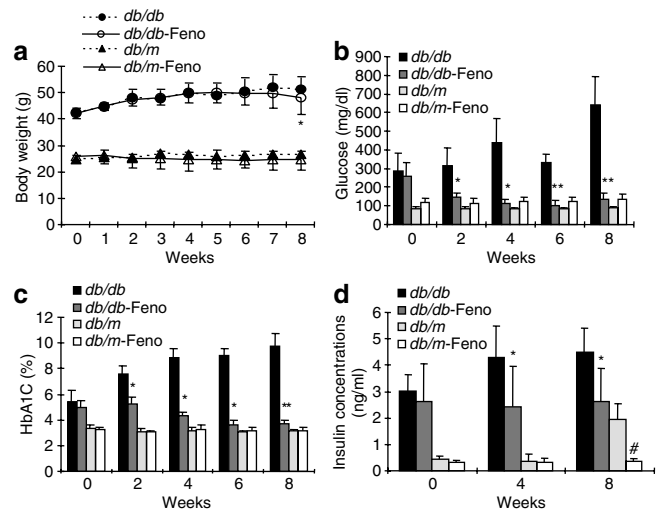 a
db/db
db/db-Feno
db/m
db/m-Feno
Body weight (g)
60
50
40
30
20
10
0
*
0 1 2 3 4 5 6 7 8
Weeks
b
db/db
db/db-Feno
db/m
db/m-Feno
Glucose (mg/dl)
900
800
700
600
500
400
300
200
100
0
* * ** **
0 2 4 6 8
Weeks
c
db/db
db/db-Feno
db/m
db/m-Feno
HbA1C (%)
12
10
8
6
4
2
0
* * * **
0 2 4 6 8
Weeks
d
db/db
db/db-Feno
db/m
db/m-Feno
Insulin concentrations
(ng/ml)
7
6
5
4
3
2
1
0
* * #
0 4 8
Weeks